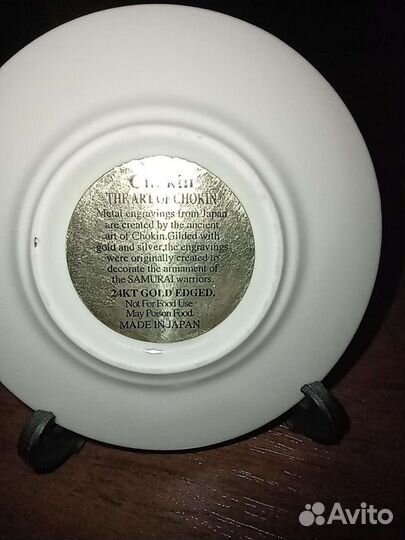 Chokin
THE ART OF CHOKIN
Metal engravings from Japan
are created by the ancient
art of Chokin.Gilded with
gold and silver,the engravings
were originally created to
decorate the armament of
the SAMURAI warriors.
24KT GOLD EDGED.
Not For Food Use
May Poison Food.
MADE IN JAPAN
Avito